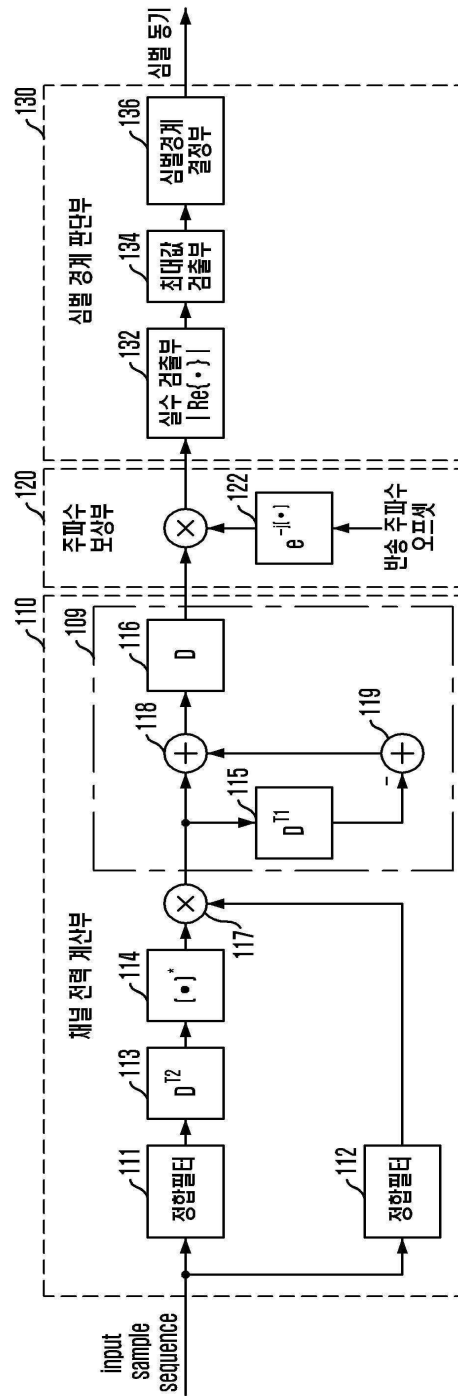 input
sample
sequence
110
채널 전력 계산부
111
정합필터
113
D^T2
114
[•]*
117
112
정합필터
109
118
116
D
115
D^T1
119
-
120
주파수
보상부
122
e^-j[•]
반송 주파수
오프셋
130
심벌 경계 판단부
132
실수 검출부
| Re{•} |
134
최대값
검출부
136
심벌경계
결정부
심벌 동기